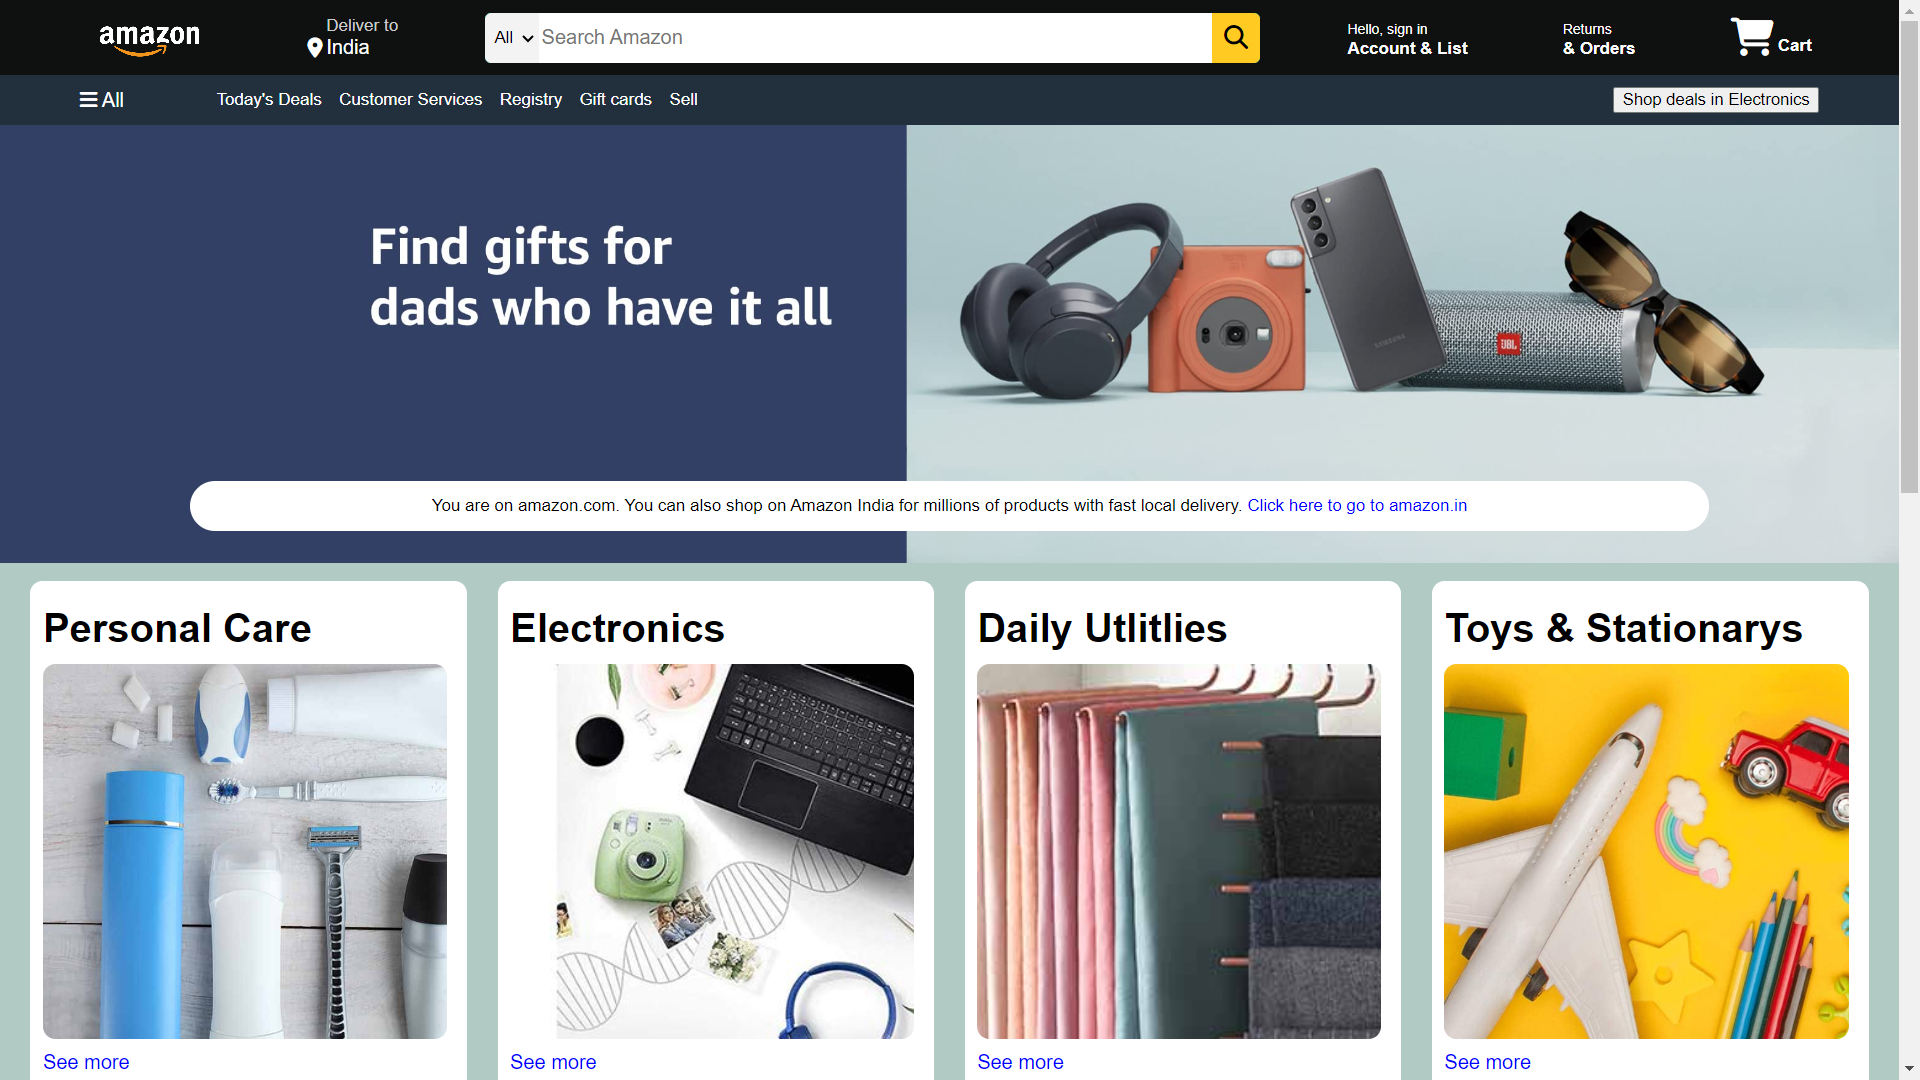 amazon
Deliver to
India
All
Search Amazon
Hello, sign in
Account & List
Returns
& Orders
Cart
All
Today's Deals
Customer Services
Registry
Gift cards
Sell
Shop deals in Electronics
Find gifts for
dads who have it all
SAMSUNG
JBL
You are on amazon.com. You can also shop on Amazon India for millions of products with fast local delivery. Click here to go to amazon.in
Personal Care
Electronics
Daily Utlitlies
Toys & Stationarys
See more
See more
See more
See more